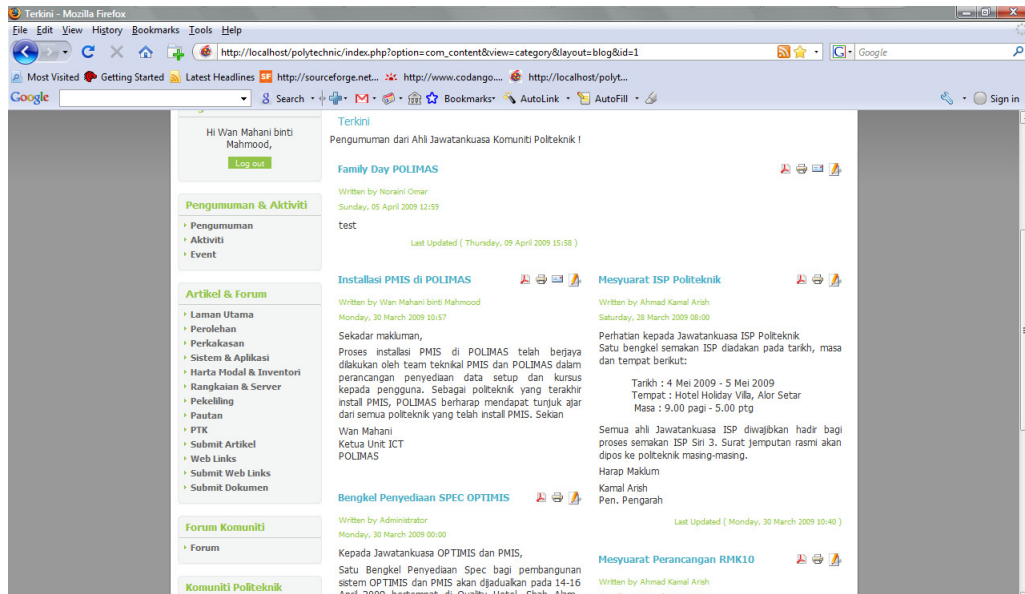 Terkini - Mozilla Firefox
File Edit View History Bookmarks Tools Help
http://localhost/polytechnic/index.php?option=com_content&view=category&layout=blog&id=1
G
Google
Most Visited Getting Started Latest Headlines SF http://sourceforge.net... http://www.codango.... http://localhost/polyt...
Google Search Bookmarks AutoLink AutoFill Sign in
Hi Wan Mahani binti
Mahmood,
Log out
Pengumuman & Aktiviti
Pengumuman
Aktiviti
Event
Artikel & Forum
Laman Utama
Perolehan
Perkakasan
Sistem & Aplikasi
Harta Modal & Inventori
Rangkaian & Server
Pekeliling
Pautan
PTK
Submit Artikel
Web Links
Submit Web Links
Submit Dokumen
Forum Komuniti
Forum
Komuniti Politeknik
Terkini
Pengumuman dari Ahli Jawatankuasa Komuniti Politeknik !
Family Day POLIMAS
Written by Noraini Omar
Sunday, 05 April 2009 12:59
test
Last Updated ( Thursday, 09 April 2009 15:58 )
Installasi PMIS di POLIMAS
Written by Wan Mahani binti Mahmood
Monday, 30 March 2009 10:57
Sekadar makluman,
Proses installasi PMIS di POLIMAS telah berjaya
dilakukan oleh team teknikal PMIS dan POLIMAS dalam
perancangan penyediaan data setup dan kursus
kepada pengguna. Sebagai politeknik yang terakhir
install PMIS, POLIMAS berharap mendapat tunjuk ajar
dari semua politeknik yang telah install PMIS. Sekian
Wan Mahani
Ketua Unit ICT
POLIMAS
Bengkel Penyediaan SPEC OPTIMIS
Written by Administrator
Monday, 30 March 2009 00:00
Kepada Jawatankuasa OPTIMIS dan PMIS,
Satu Bengkel Penyediaan Spec bagi pembangunan
sistem OPTIMIS dan PMIS akan dijadualkan pada 14-16
April 2009 bertempat di Quality Hotel, Shah Alam.
Mesyuarat ISP Politeknik
Written by Ahmad Kamal Arish
Saturday, 28 March 2009 08:00
Perhatian kepada Jawatankuasa ISP Politeknik
Satu bengkel semakan ISP diadakan pada tarikh, masa
dan tempat berikut:
Tarikh : 4 Mei 2009 - 5 Mei 2009
Tempat : Hotel Holiday Villa, Alor Setar
Masa : 9.00 pagi - 5.00 ptg
Semua ahli Jawatankuasa ISP diwajibkan hadir bagi
proses semakan ISP Siri 3. Surat jemputan rasmi akan
dipos ke politeknik masing-masing.
Harap Maklum
Kamal Arish
Pen. Pengarah
Last Updated ( Monday, 30 March 2009 10:40 )
Mesyuarat Perancangan RMK10
Written by Ahmad Kamal Arish